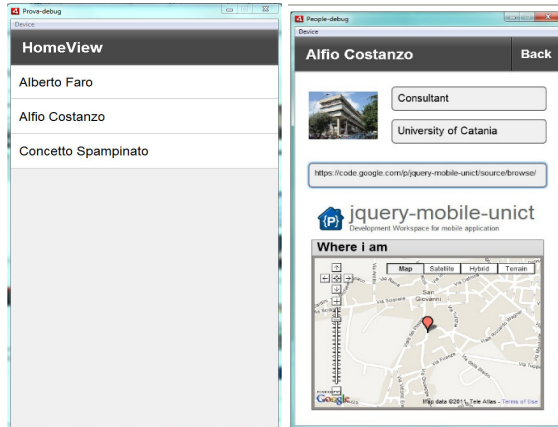 Prova-debug
Device
HomeView
Alberto Faro
Alfio Costanzo
Concetto Spampinato
People-debug
Device
Alfio Costanzo
Back
Consultant
University of Catania
https://code.google.com/p/jquery-mobile-unict/source/browse/
{P}
jquery-mobile-unict
Development Workspace for mobile application
Where i am
Map Satellite Hybrid Terrain
San
Giovanni
Google
Map data ©2011 Tele Atlas - Terms of Use